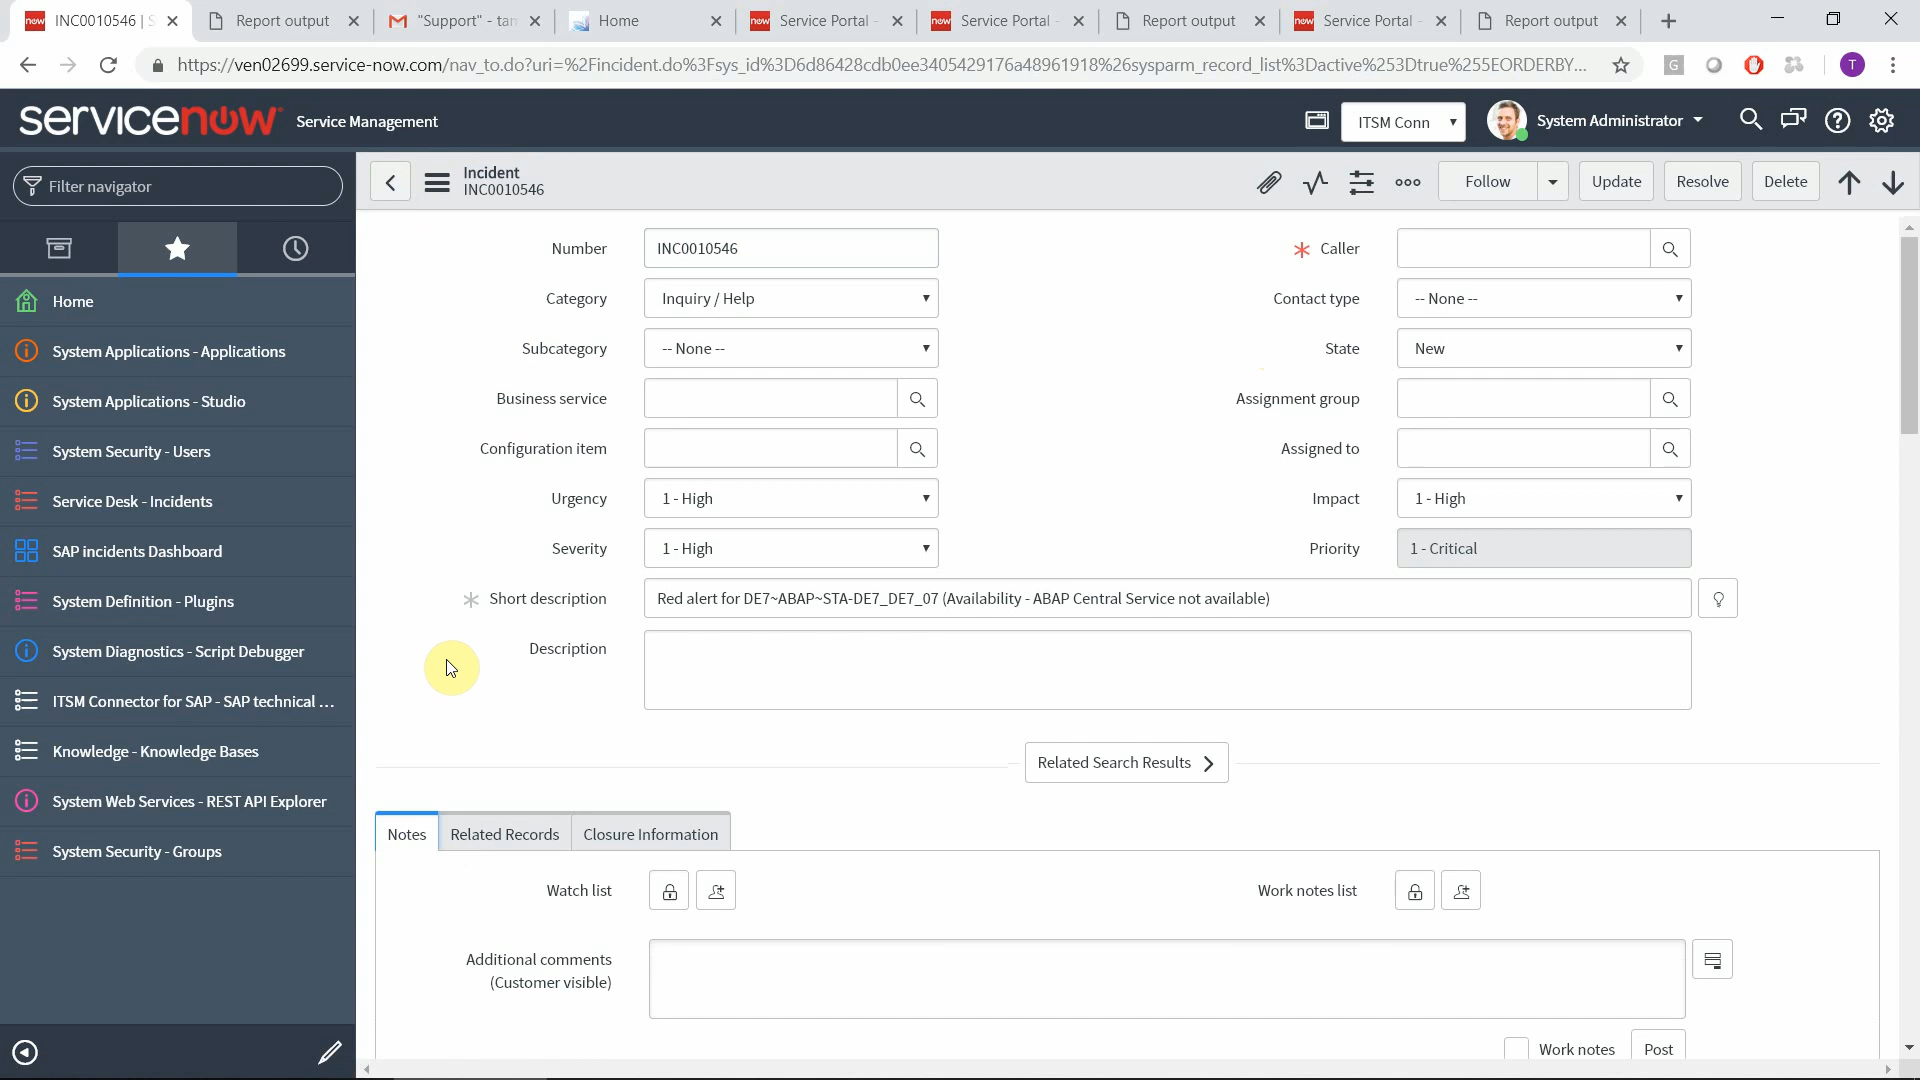 INC0010546 | S
Report output
"Support" - tam
Home
Service Portal -
Service Portal -
Report output
Service Portal -
Report output
https://ven02699.service-now.com/nav_to.do?uri=%2Fincident.do%3Fsys_id%3D6d86428cdb0ee3405429176a48961918%26sysparm_record_list%3Dactive%253Dtrue%255EORDERBY...
G
T
servicenow Service Management
ITSM Conn
System Administrator
Filter navigator
Incident
INC0010546
Follow
Update
Resolve
Delete
Home
System Applications - Applications
System Applications - Studio
System Security - Users
Service Desk - Incidents
SAP incidents Dashboard
System Definition - Plugins
System Diagnostics - Script Debugger
ITSM Connector for SAP - SAP technical ...
Knowledge - Knowledge Bases
System Web Services - REST API Explorer
System Security - Groups
Number INC0010546
Caller
Category Inquiry / Help
Contact type -- None --
Subcategory -- None --
State New
Business service
Assignment group
Configuration item
Assigned to
Urgency 1 - High
Impact 1 - High
Severity 1 - High
Priority 1 - Critical
Short description Red alert for DE7~ABAP~STA-DE7_DE7_07 (Availability - ABAP Central Service not available)
Description
Related Search Results
Notes
Related Records
Closure Information
Watch list
Work notes list
Additional comments
(Customer visible)
Work notes
Post